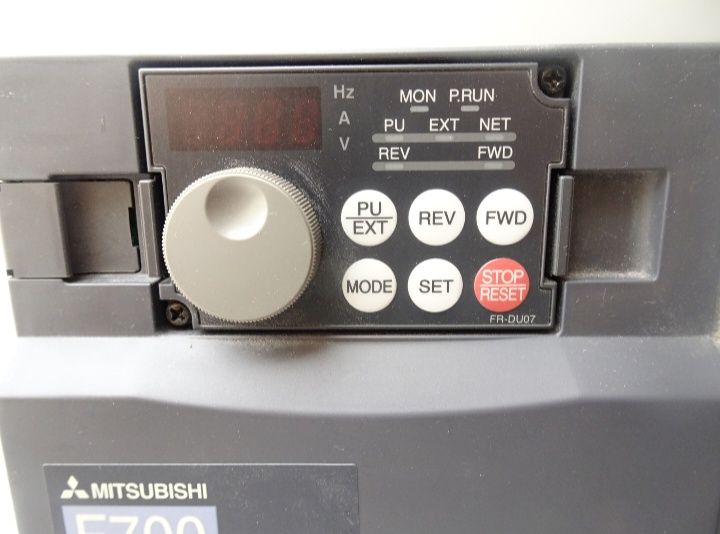 Hz
A
V
MON P.RUN
PU EXT NET
REV FWD
PU
EXT
REV
FWD
MODE
SET
STOP
RESET
FR-DU07
MITSUBISHI